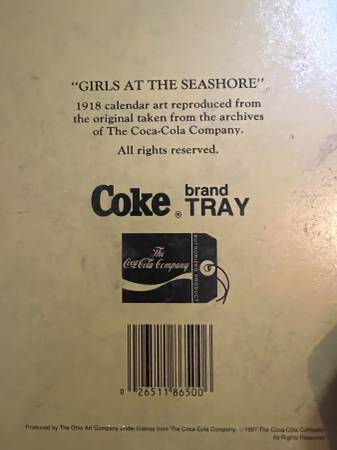 “GIRLS AT THE SEASHORE”
1918 calendar art reproduced from
the original taken from the archives
of The Coca-Cola Company.
All rights reserved.
Coke ® brand TRAY
The
Coca-Cola Company
AUTHORIZED PRODUCT
0 26511 86500
Produced by The Ohio Art Company under license from The Coca-Cola Company. © 1987 The Coca-Cola Company
All Rights Reserved